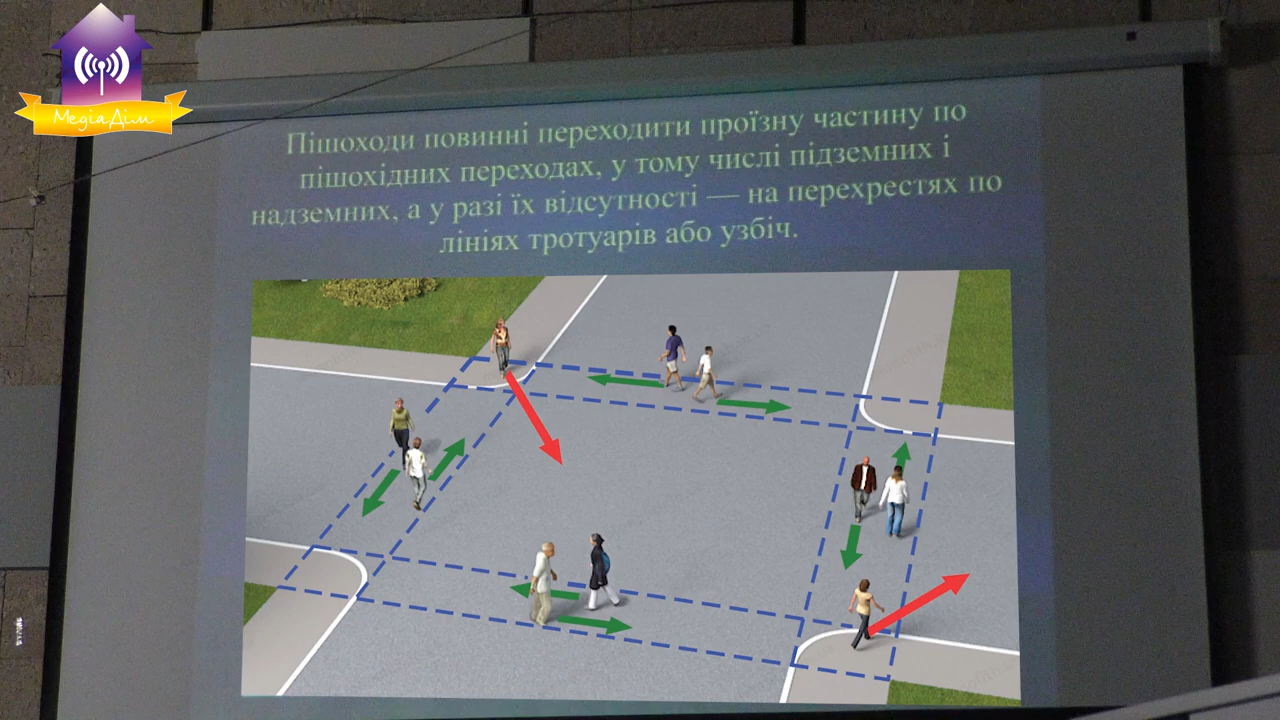 МедіаДім
Пішоходи повинні переходити проїзну частину по
пішохідних переходах, у тому числі підземних і
надземних, а у разі їх відсутності — на перехрестях по
лініях тротуарів або узбіч.